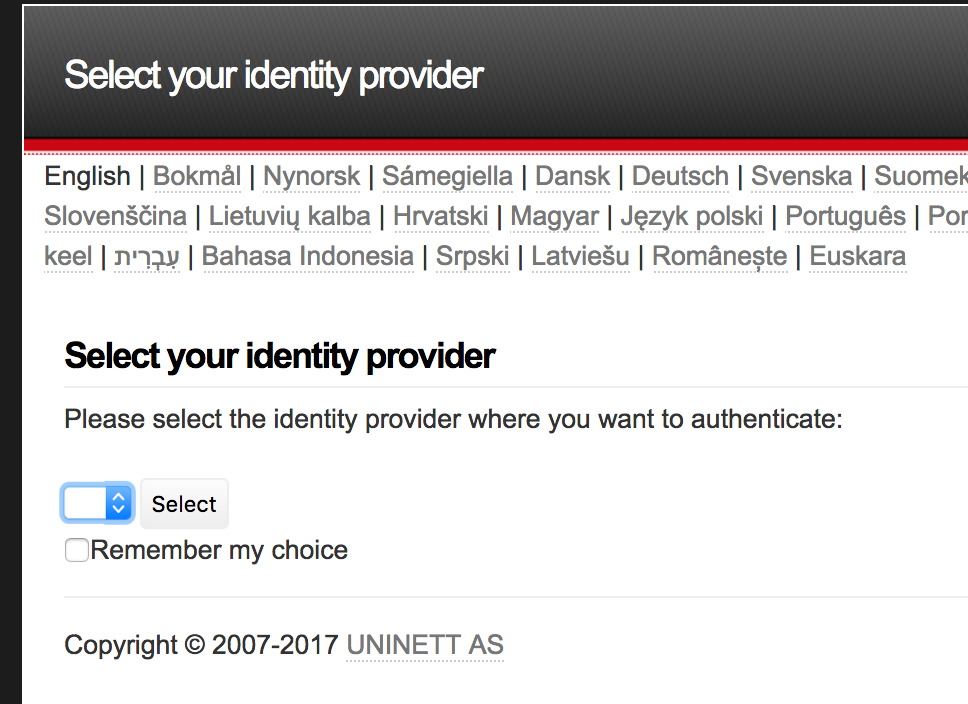 Select your identity provider
English | Bokmål | Nynorsk | Sámegiella | Dansk | Deutsch | Svenska |
Slovenščina | Lietuvių kalba | Hrvatski | Magyar | Język polski | Português |
keel | עִבְרִית | Bahasa Indonesia | Srpski | Latviešu | Românește | Euskara
Select your identity provider
Please select the identity provider where you want to authenticate:
Select
Remember my choice
Copyright © 2007-2017 UNINETT AS